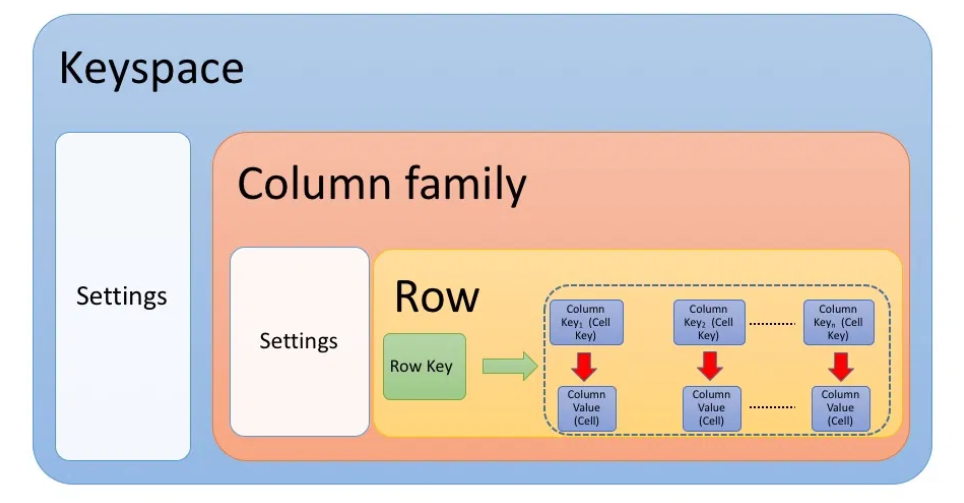 Keyspace
Column family
Settings
Settings
Row
Row Key
Column
Key₁ (Cell
Key)
Column
Key₂ (Cell
Key)
Column
Keyₙ (Cell
Key)
Column
Value
(Cell)
Column
Value
(Cell)
Column
Value
(Cell)